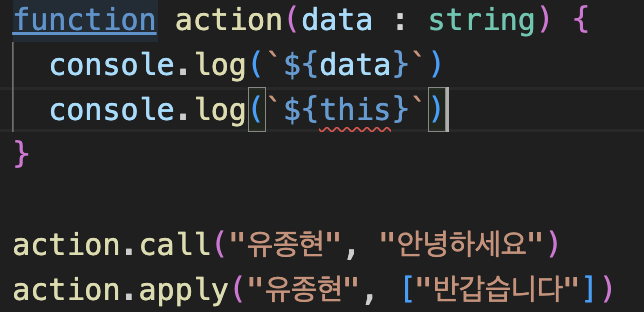 function action(data : string) {
  console.log(`${data}`)
  console.log(`${this}`)
}
action.call("유종현", "안녕하세요")
action.apply("유종현", ["반갑습니다"])